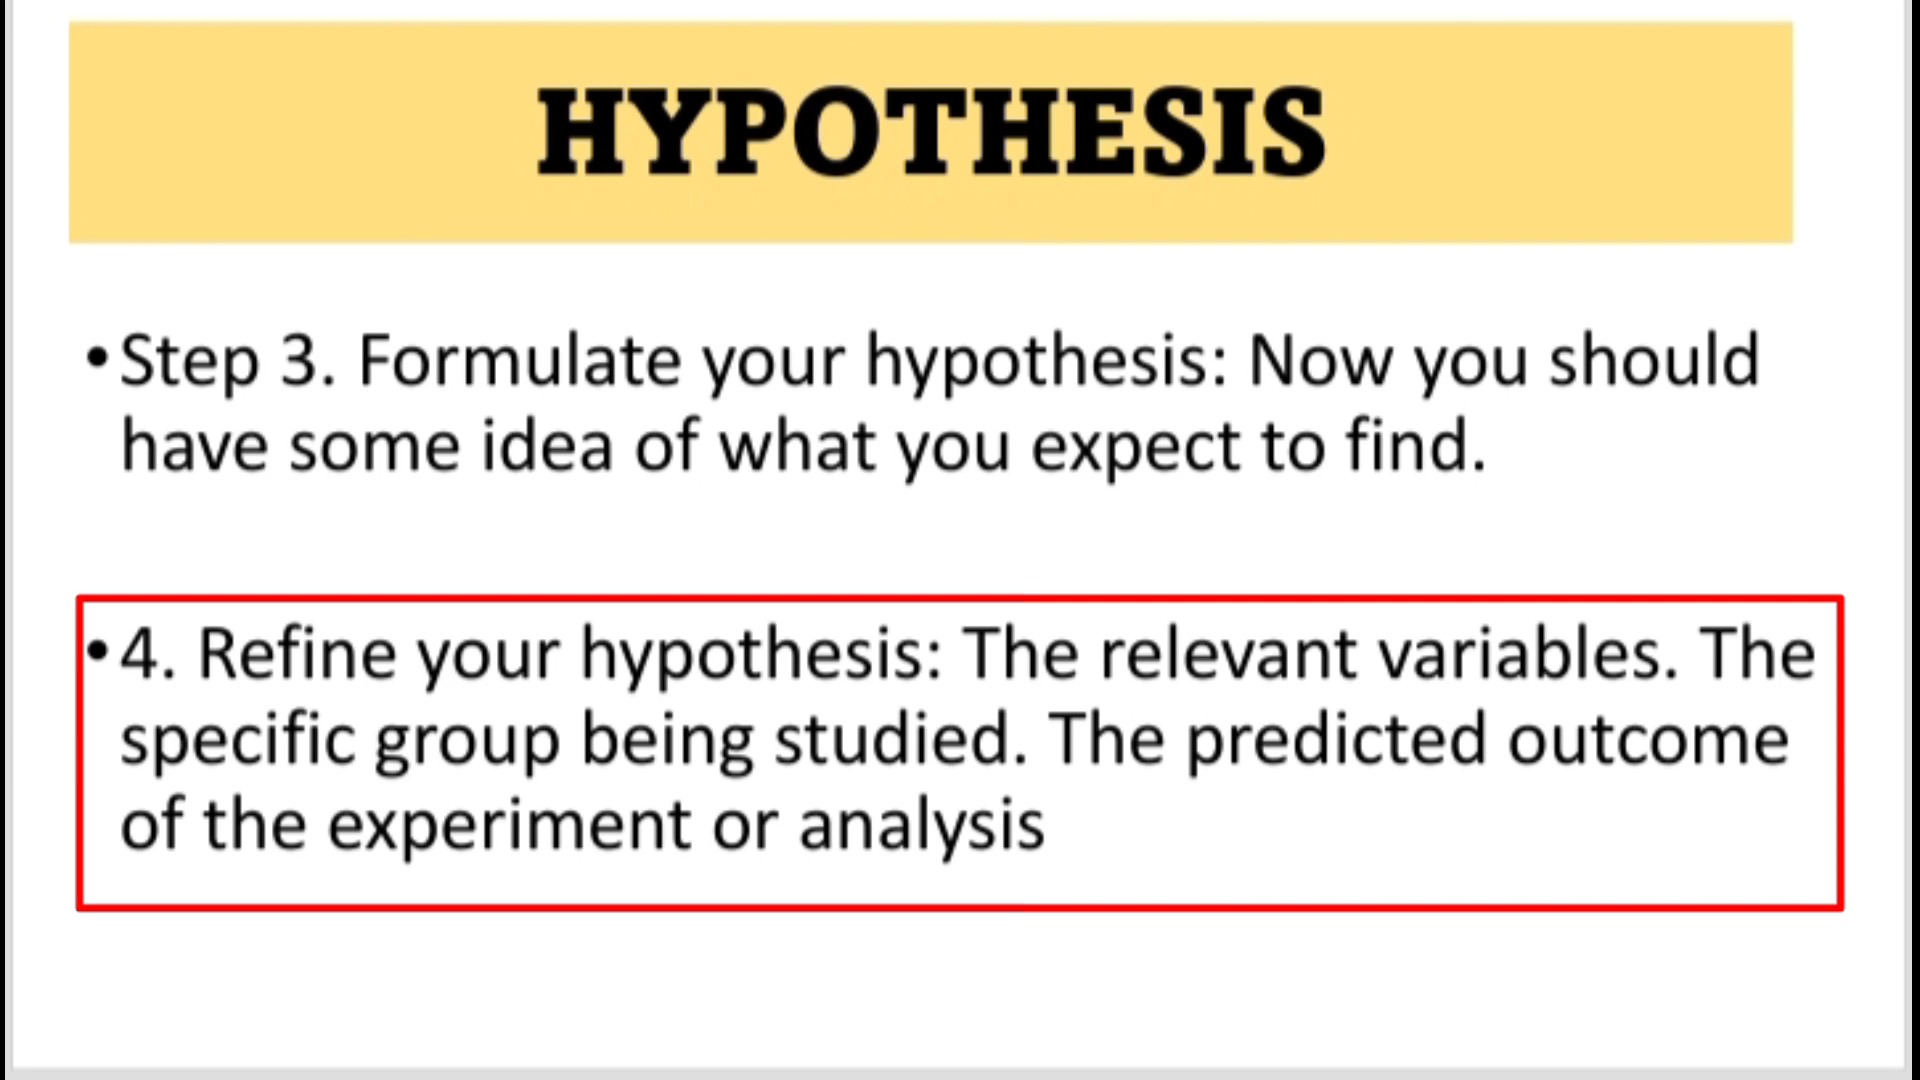 HYPOTHESIS
•Step 3. Formulate your hypothesis: Now you should
have some idea of what you expect to find.
•4. Refine your hypothesis: The relevant variables. The
specific group being studied. The predicted outcome
of the experiment or analysis